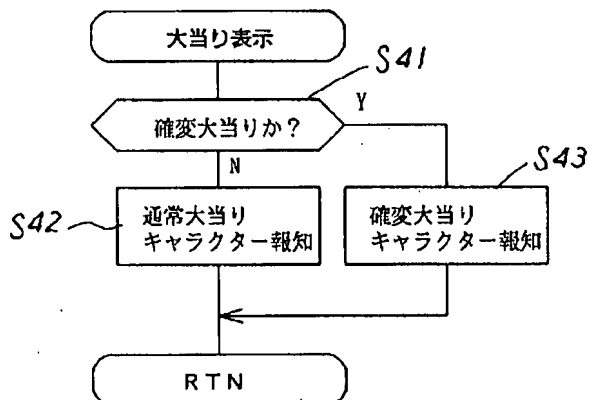 大当り表示
S41
確変大当りか?
Y
N
S43
S42
通常大当り
キャラクター報知
確変大当り
キャラクター報知
RTN